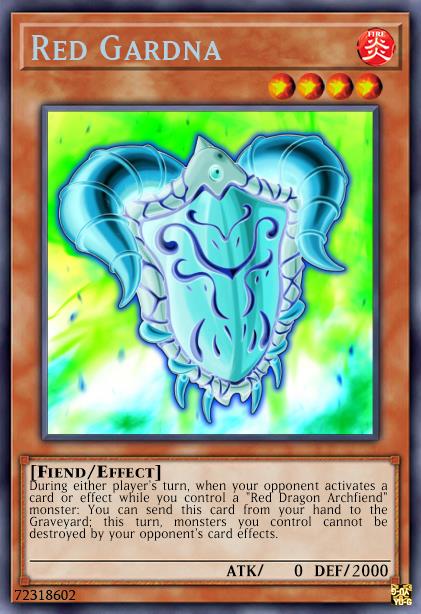 Red Gardna
FIRE
炎
[Fiend/Effect]
During either player's turn, when your opponent activates a
card or effect while you control a "Red Dragon Archfiend"
monster: You can send this card from your hand to the
Graveyard; this turn, monsters you control cannot be
destroyed by your opponent's card effects.
ATK/ 0 DEF/2000
72318602